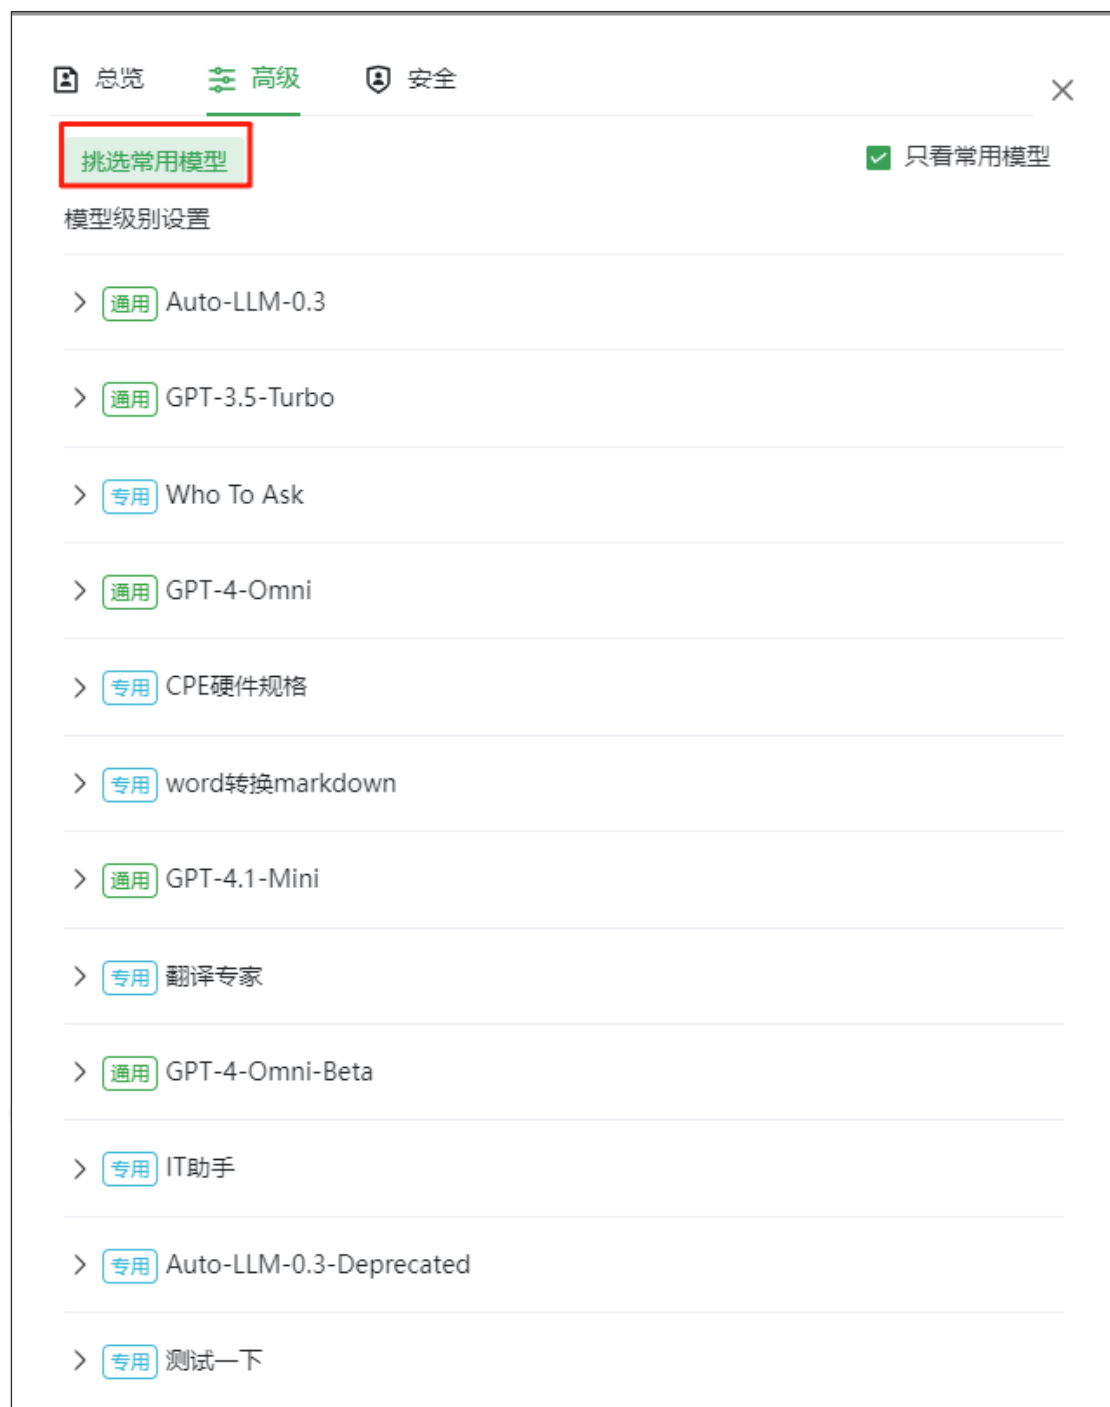 总览 高级 安全
挑选常用模型 只看常用模型
模型级别设置
通用 Auto-LLM-0.3
通用 GPT-3.5-Turbo
专用 Who To Ask
通用 GPT-4-Omni
专用 CPE硬件规格
专用 word转换markdown
通用 GPT-4.1-Mini
专用 翻译专家
通用 GPT-4-Omni-Beta
专用 IT助手
专用 Auto-LLM-0.3-Deprecated
专用 测试一下